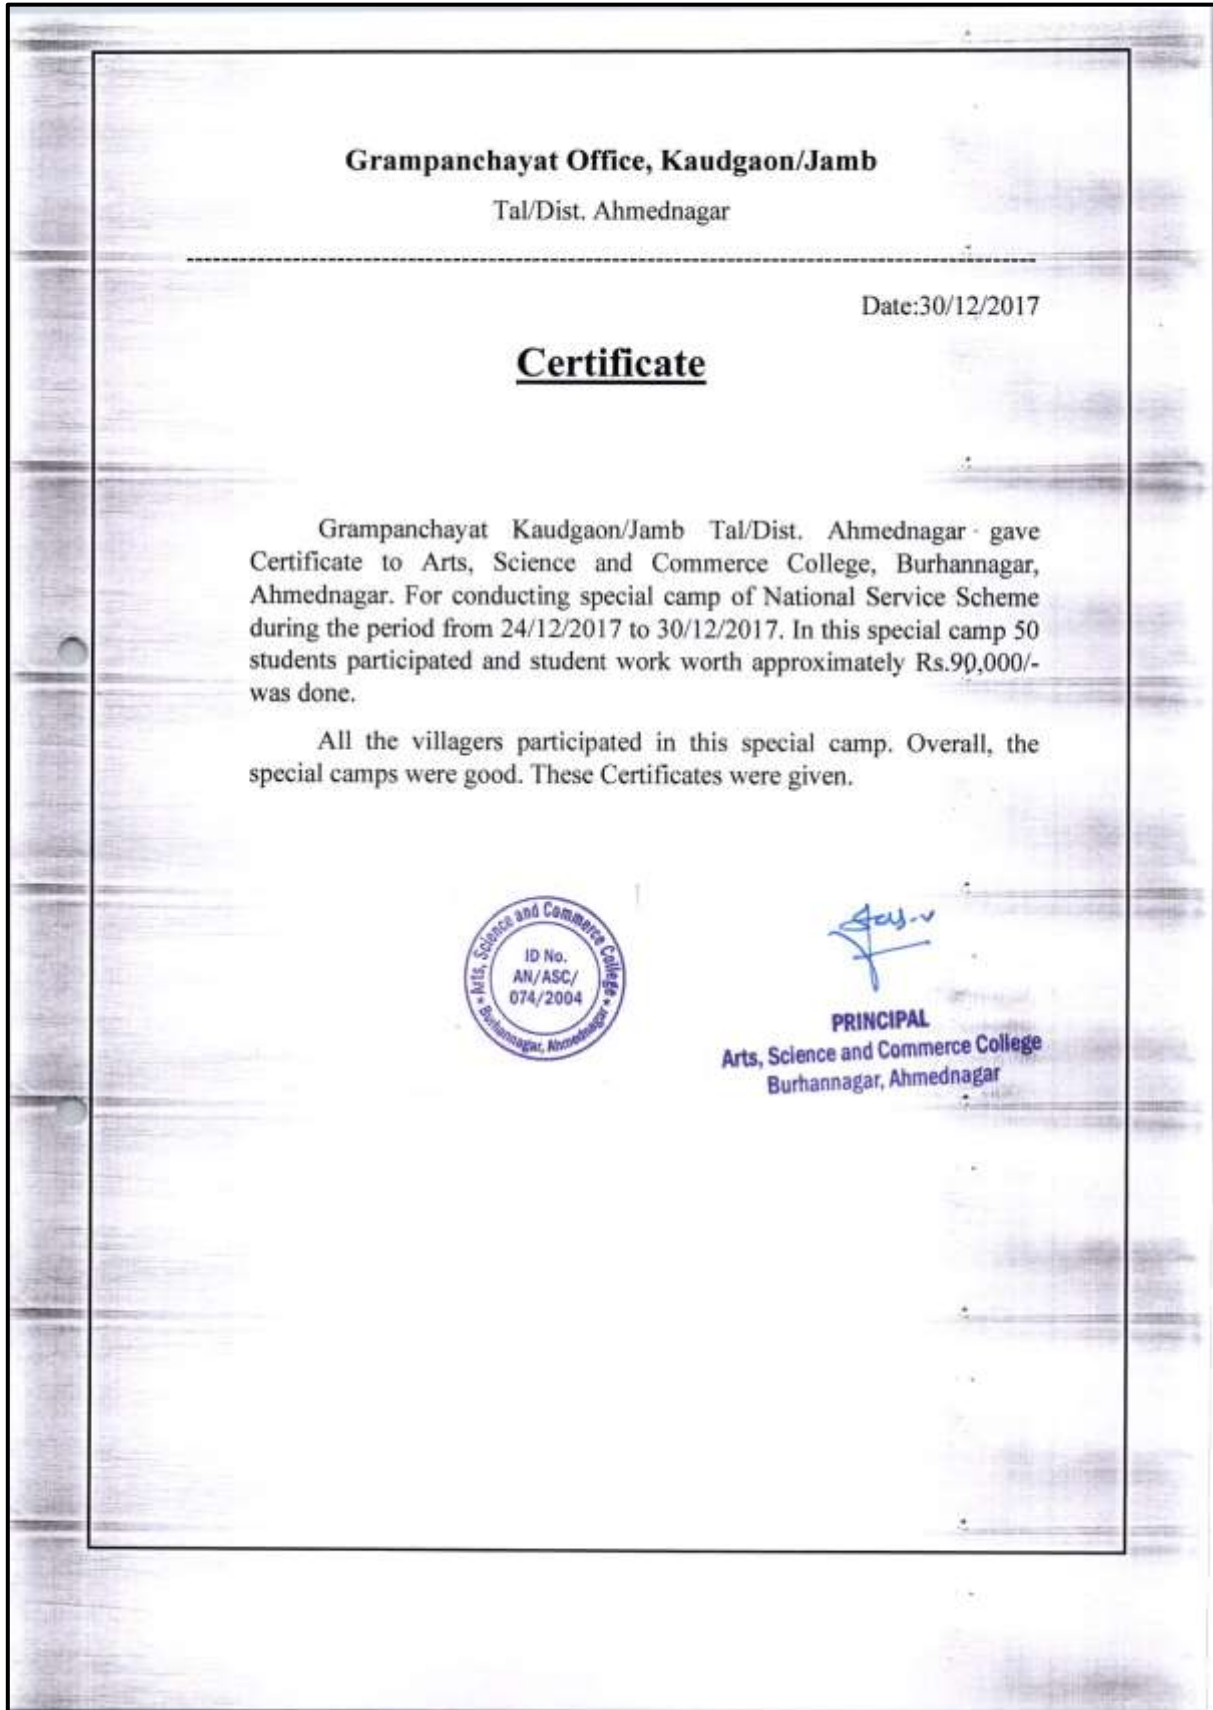 Grampanchayat Office, Kaudgaon/Jamb
Tal/Dist. Ahmednagar
Date:30/12/2017
Certificate
Grampanchayat Kaudgaon/Jamb Tal/Dist. Ahmednagar gave
Certificate to Arts, Science and Commerce College, Burhannagar,
Ahmednagar. For conducting special camp of National Service Scheme
during the period from 24/12/2017 to 30/12/2017. In this special camp 50
students participated and student work worth approximately Rs.90,000/-
was done.
All the villagers participated in this special camp. Overall, the
special camps were good. These Certificates were given.
Arts, Science and Commerce College
Burhannagar, Ahmednagar
ID No.
AN/ASC/
074/2004
PRINCIPAL
Arts, Science and Commerce College
Burhannagar, Ahmednagar